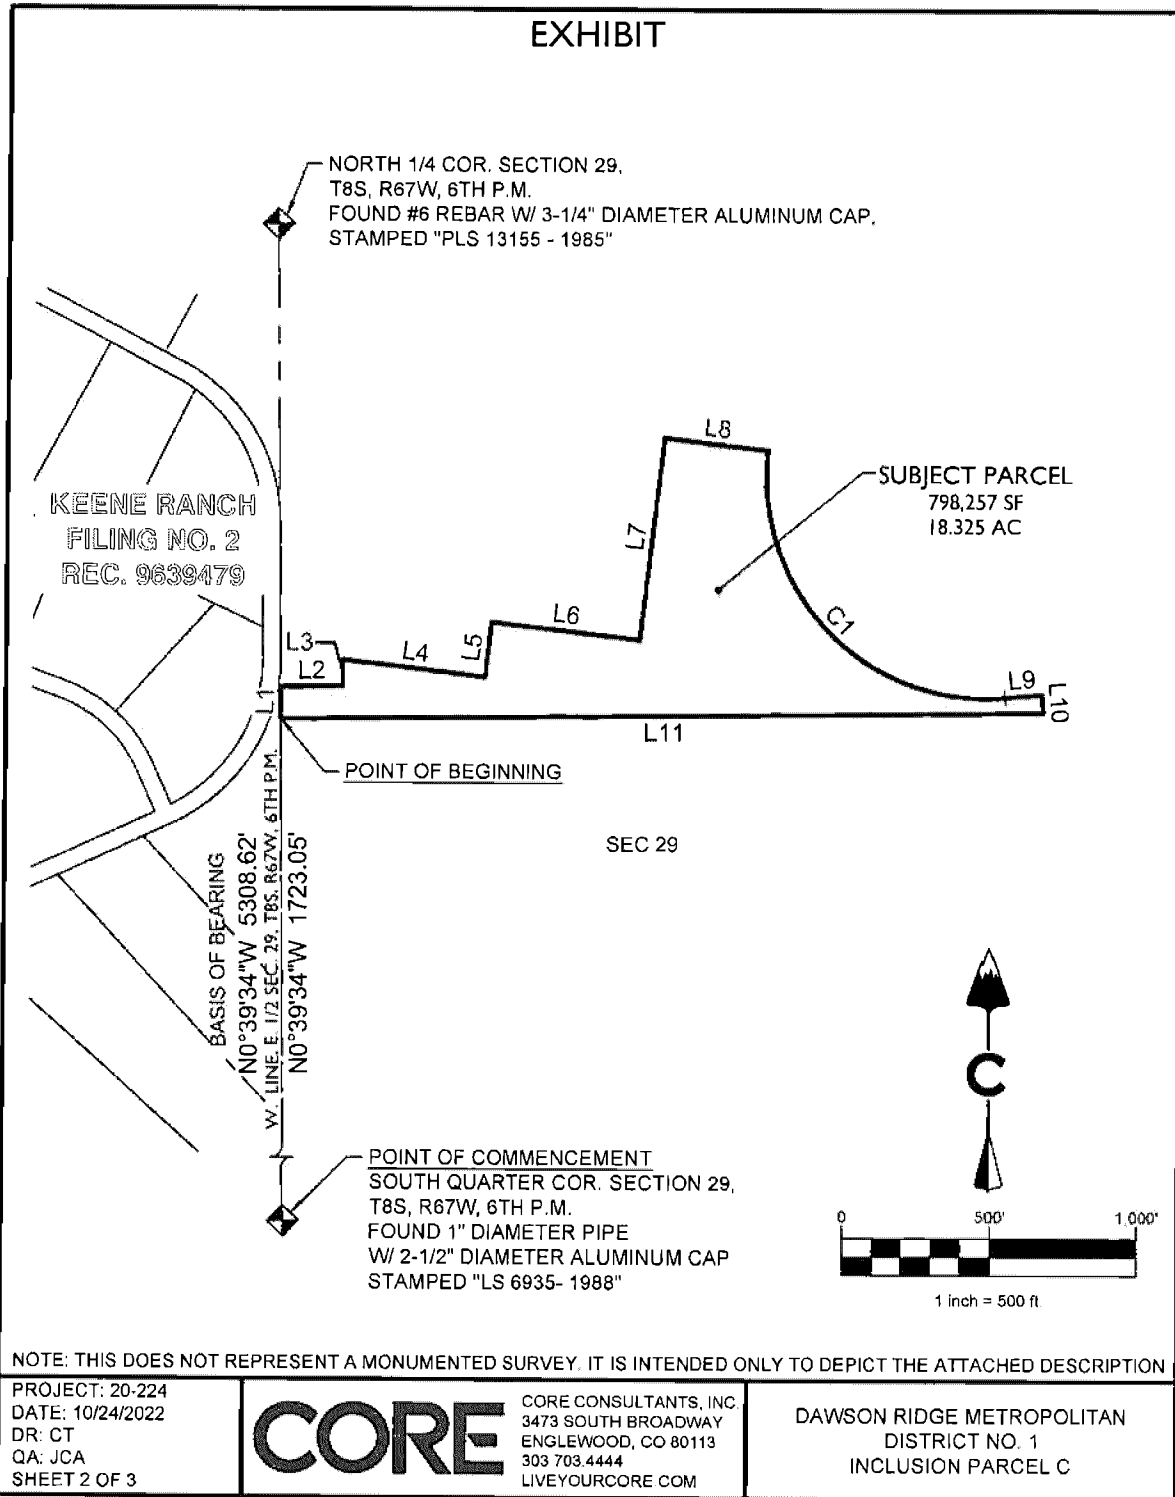 EXHIBIT
NORTH 1/4 COR. SECTION 29,
T8S, R67W, 6TH P.M.
FOUND #6 REBAR W/ 3-1/4" DIAMETER ALUMINUM CAP,
STAMPED "PLS 13155 - 1985"
KEENE RANCH
FILING NO. 2
REC. 9639479
L8
SUBJECT PARCEL
798,257 SF
18.325 AC
L7
L6
C1
L5
L4
L3
L2
L1
L9
L10
L11
POINT OF BEGINNING
SEC 29
BASIS OF BEARING
N0°39'34"W 5308.62'
W. LINE, E. 1/2 SEC. 29, T8S, R67W, 6TH P.M.
N0°39'34"W 1723.05'
C
POINT OF COMMENCEMENT
SOUTH QUARTER COR. SECTION 29,
T8S, R67W, 6TH P.M.
FOUND 1" DIAMETER PIPE
W/ 2-1/2" DIAMETER ALUMINUM CAP
STAMPED "LS 6935- 1988"
0 500' 1,000'
1 inch = 500 ft.
NOTE: THIS DOES NOT REPRESENT A MONUMENTED SURVEY. IT IS INTENDED ONLY TO DEPICT THE ATTACHED DESCRIPTION
PROJECT: 20-224
DATE: 10/24/2022
DR: CT
QA: JCA
SHEET 2 OF 3
CORE
CORE CONSULTANTS, INC.
3473 SOUTH BROADWAY
ENGLEWOOD, CO 80113
303.703.4444
LIVEYOURCORE.COM
DAWSON RIDGE METROPOLITAN
DISTRICT NO. 1
INCLUSION PARCEL C